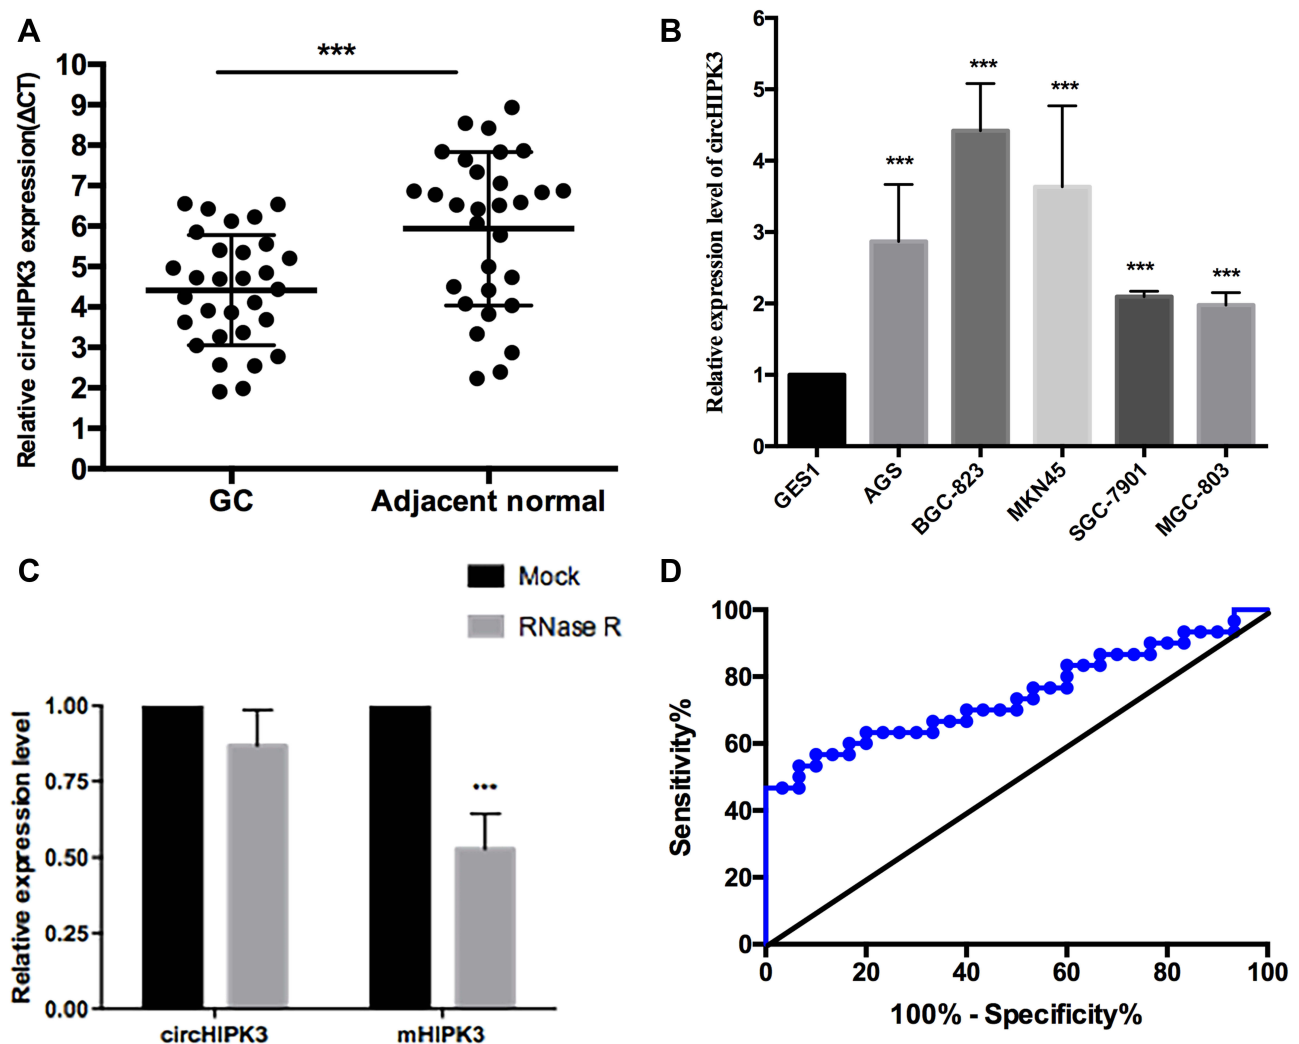 A
***
Relative circHIPK3 expression(ΔCT)
10
9
8
7
6
5
4
3
2
1
0
GC
Adjacent normal
B
Relative expression level of circHIPK3
6
5
4
3
2
1
0
***
***
***
***
***
GES1
AGS
BGC-823
MKN45
SGC-7901
MGC-803
C
Mock
RNase R
Relative expression level
1.00
0.75
0.50
0.25
0.00
***
circHIPK3
mHIPK3
D
Sensitivity%
100
80
60
40
20
0
0 20 40 60 80 100
100% - Specificity%